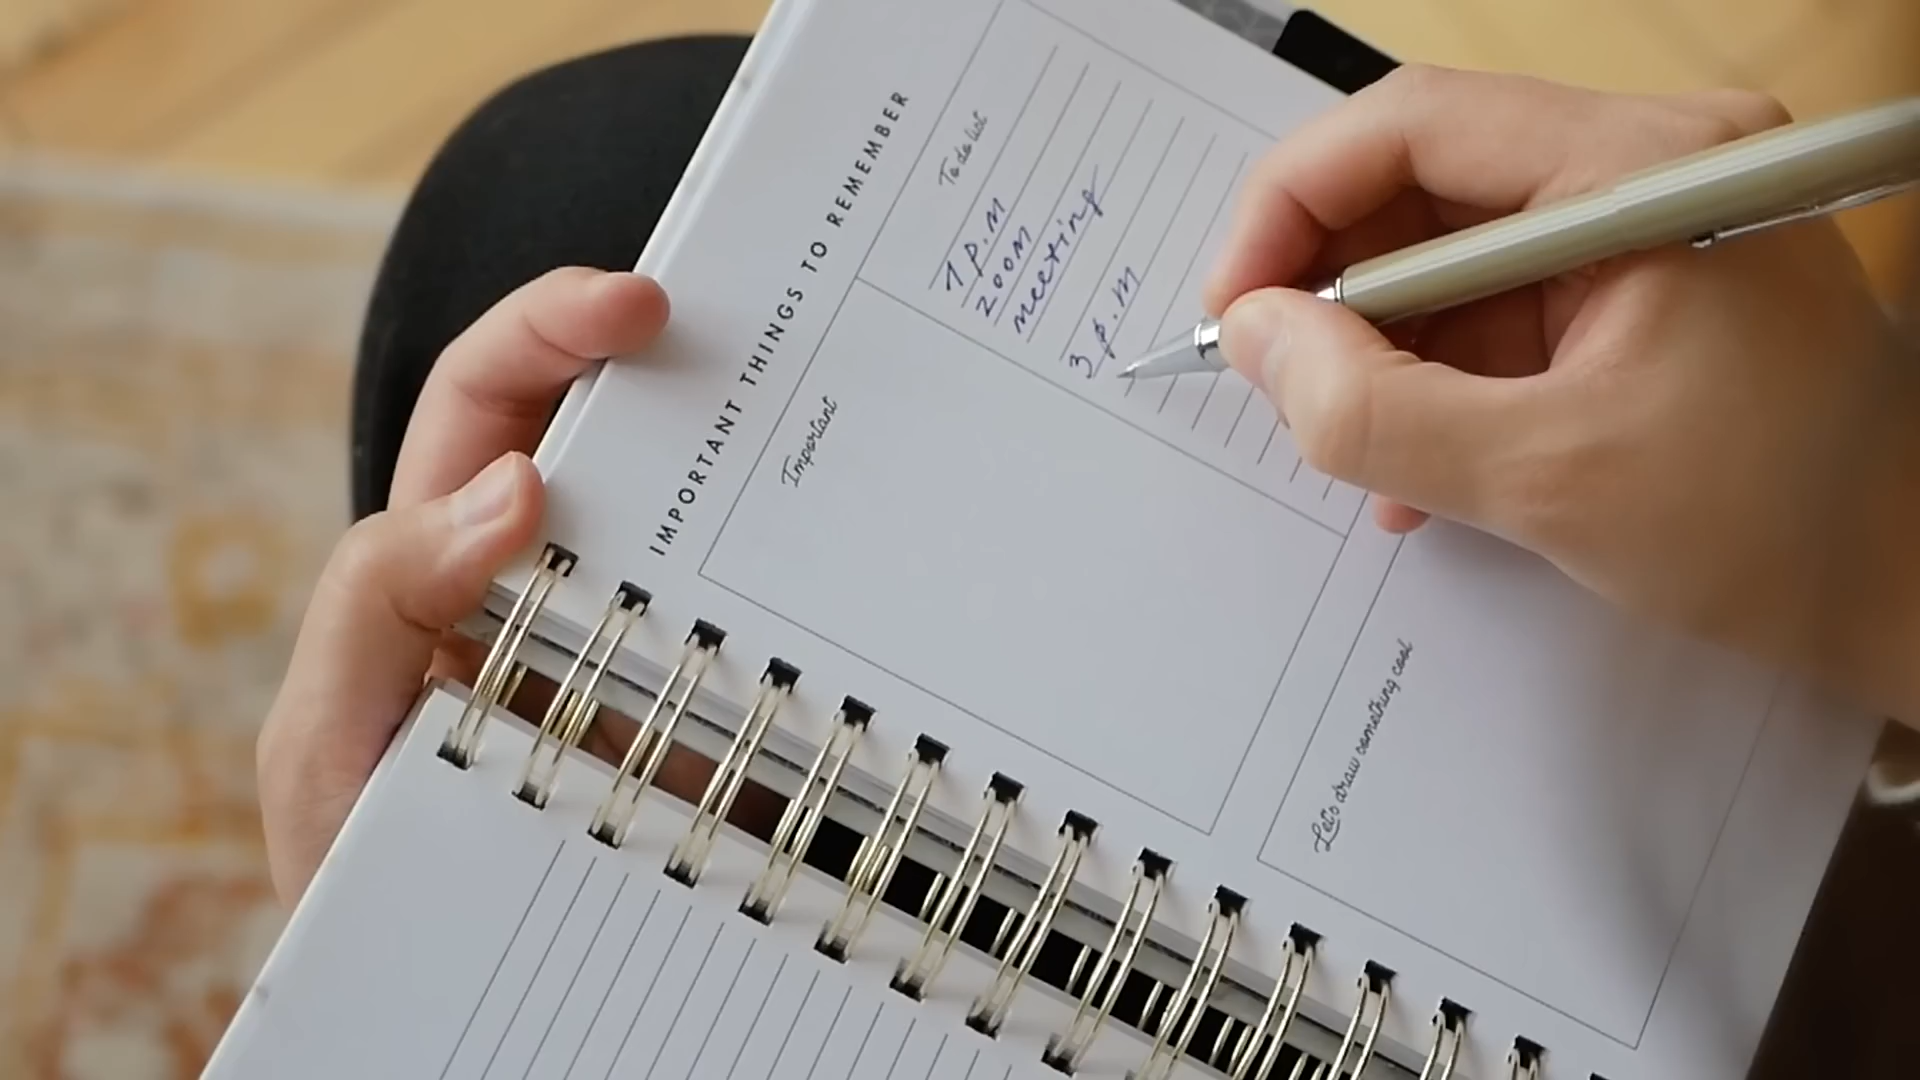 IMPORTANT THINGS TO REMEMBER
To do list
1 P.M
ZOOM
meeting
3 p.M
Important
Let's draw something cool